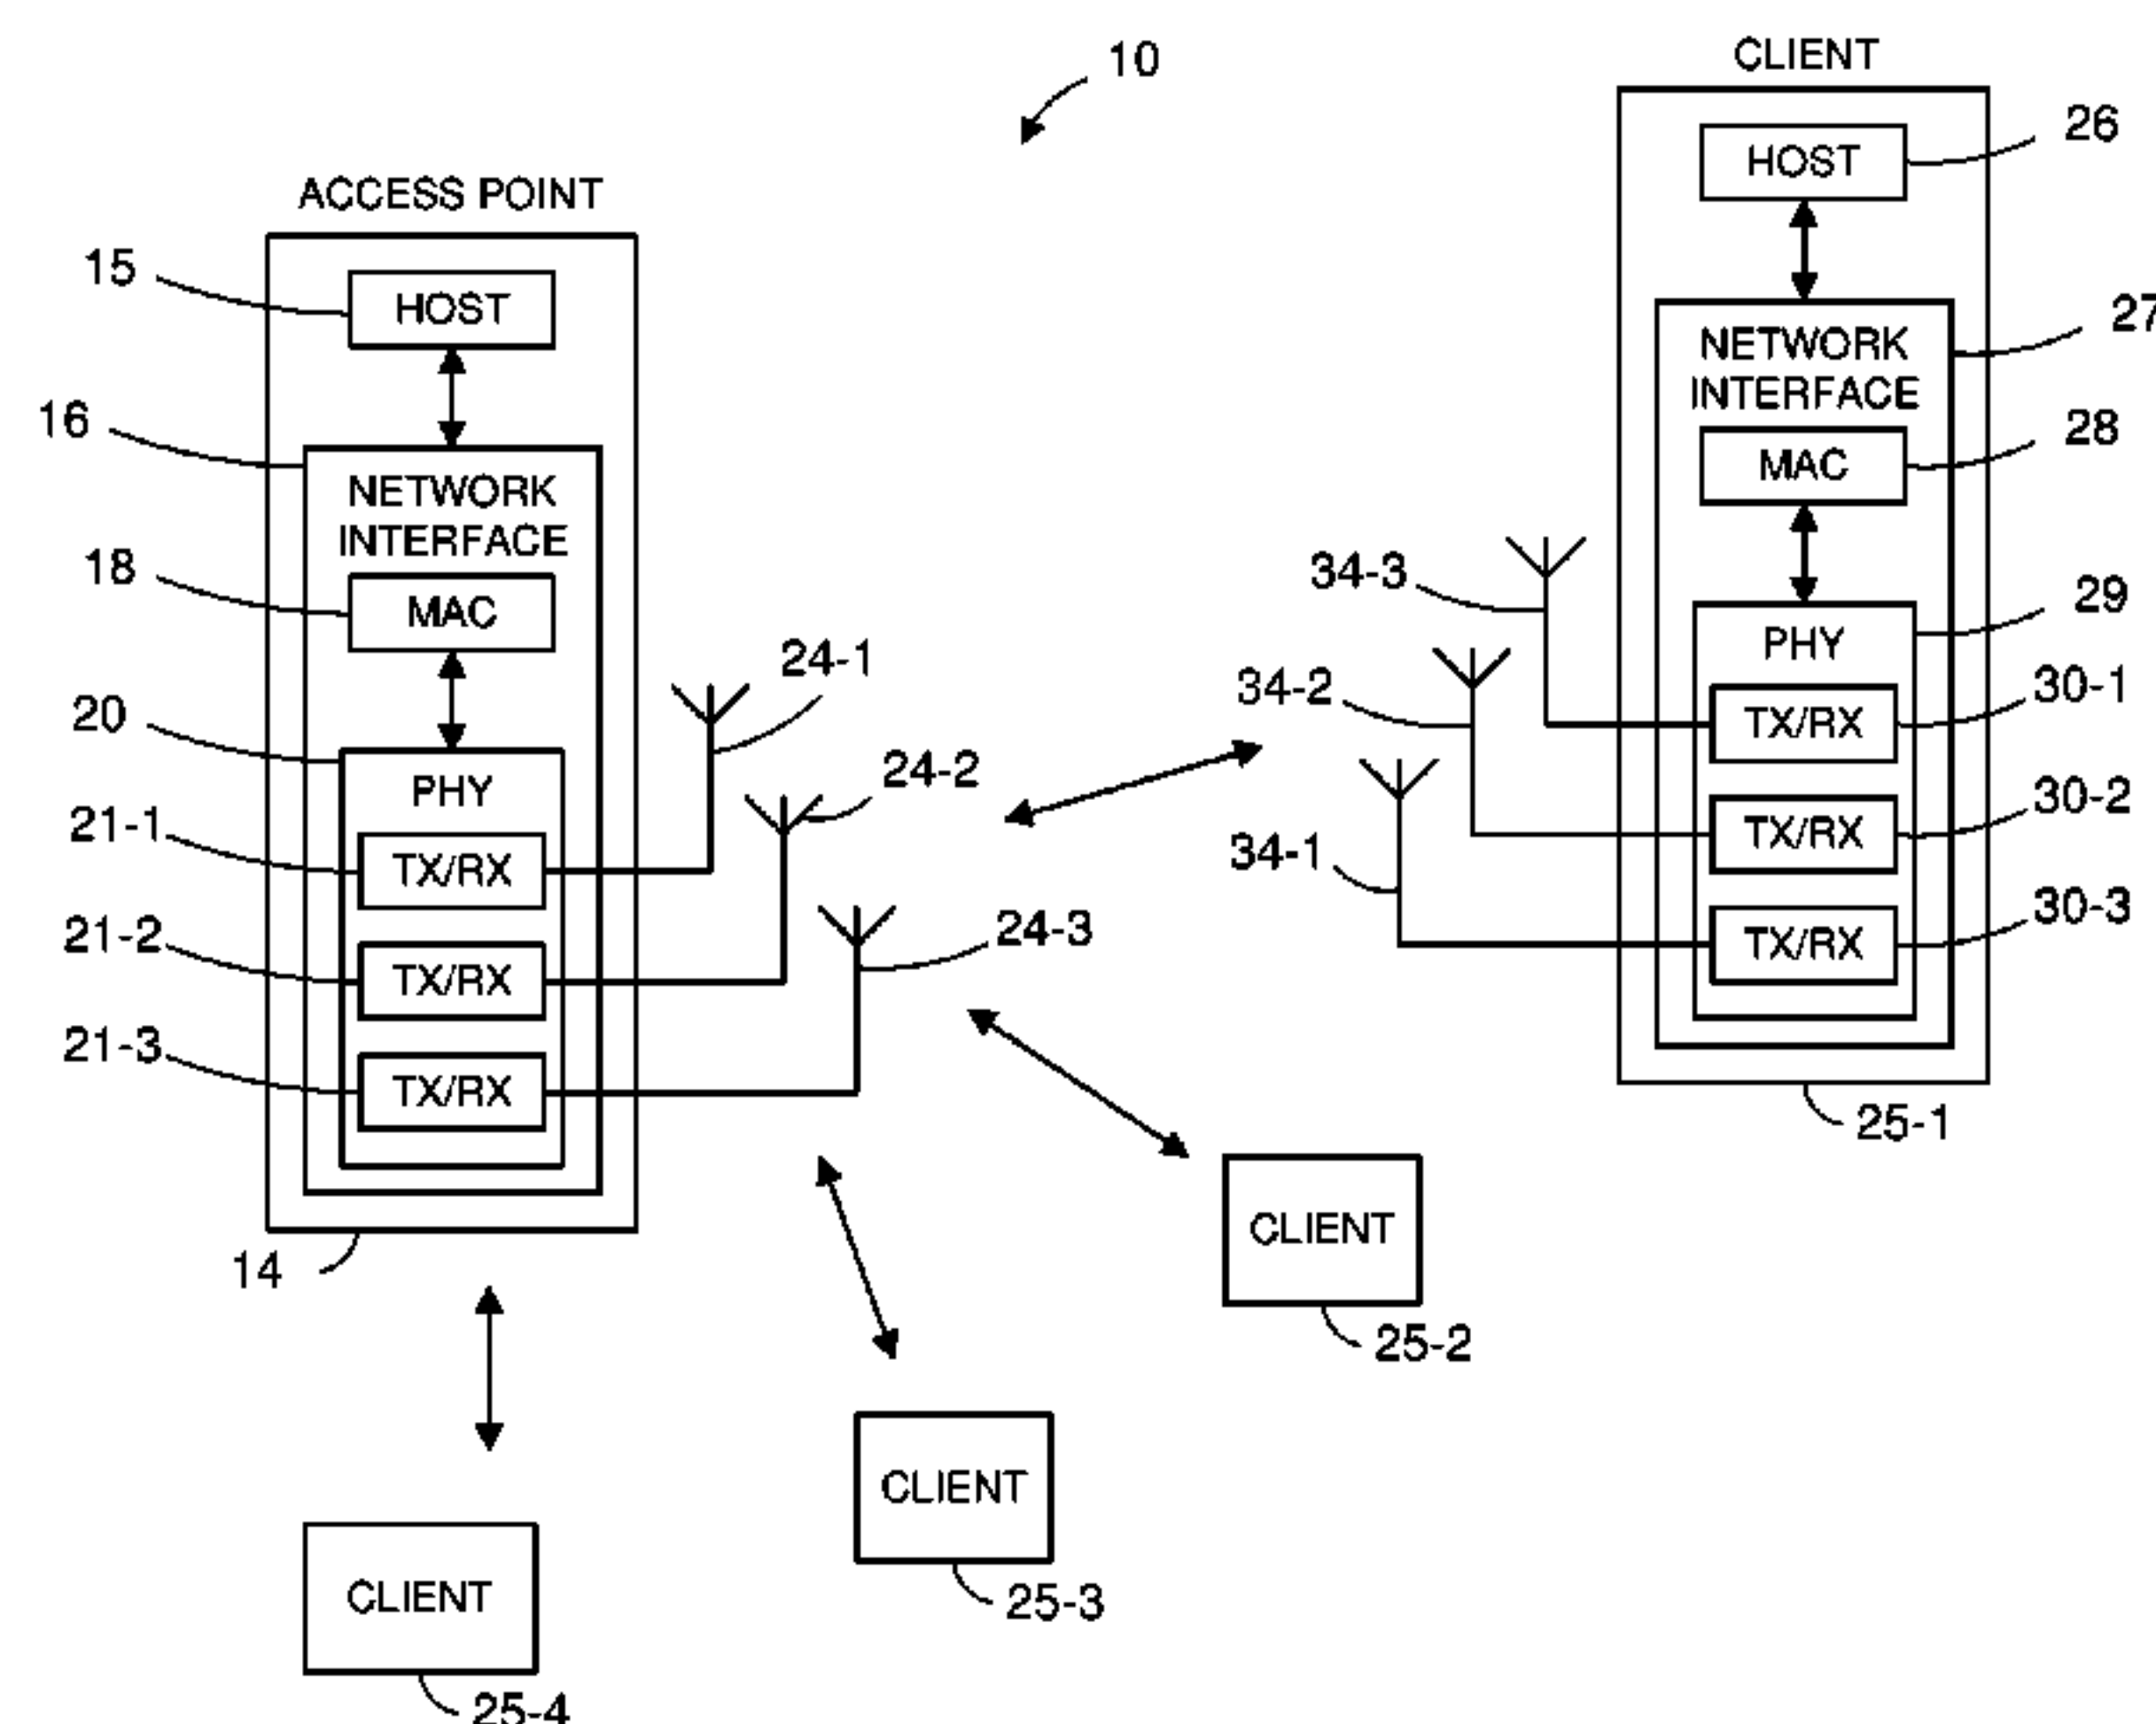 10
ACCESS POINT
15
HOST
16
NETWORK
INTERFACE
18
MAC
20
PHY
21-1
TX/RX
21-2
TX/RX
21-3
TX/RX
14
24-1
24-2
24-3
CLIENT
26
HOST
27
NETWORK
INTERFACE
28
MAC
29
PHY
34-3
30-1
TX/RX
34-2
30-2
TX/RX
34-1
30-3
TX/RX
25-1
CLIENT
25-2
CLIENT
25-3
CLIENT
25-4